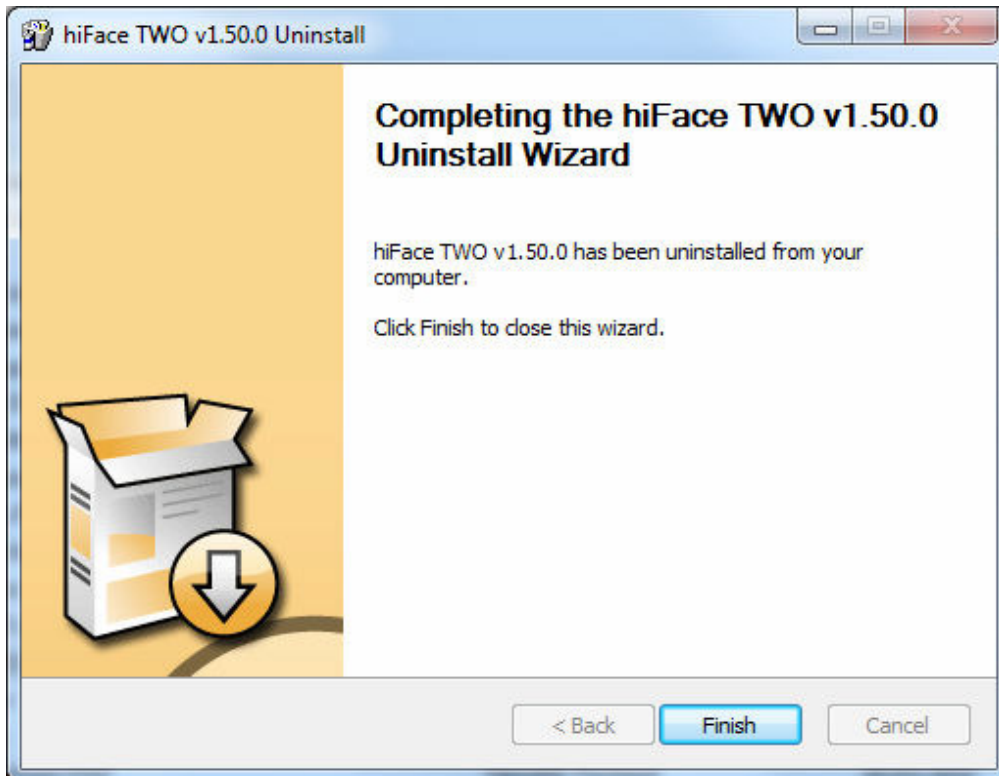 hiFace TWO v1.50.0 Uninstall
Completing the hiFace TWO v1.50.0
Uninstall Wizard
hiFace TWO v1.50.0 has been uninstalled from your
computer.
Click Finish to close this wizard.
< Back Finish Cancel